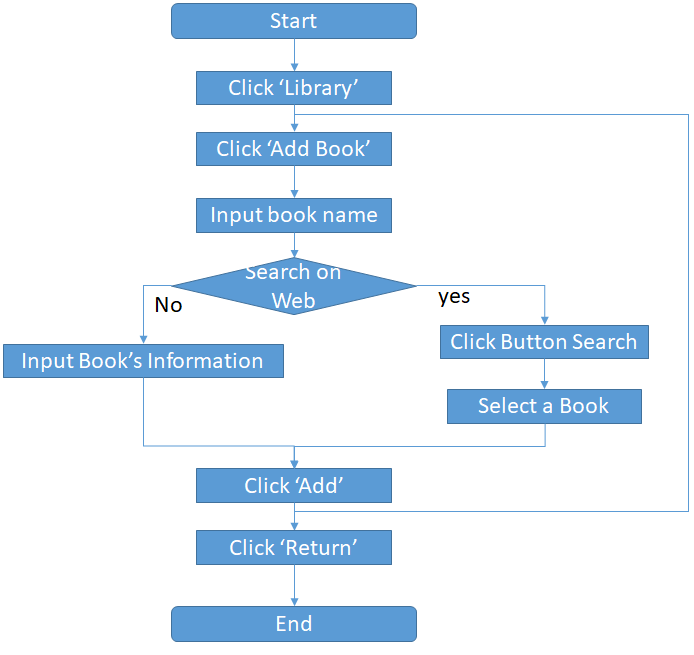 Start
Click ‘Library’
Click ‘Add Book’
Input book name
Search on
Web
No
yes
Click Button Search
Input Book’s Information
Select a Book
Click ‘Add’
Click ‘Return’
End